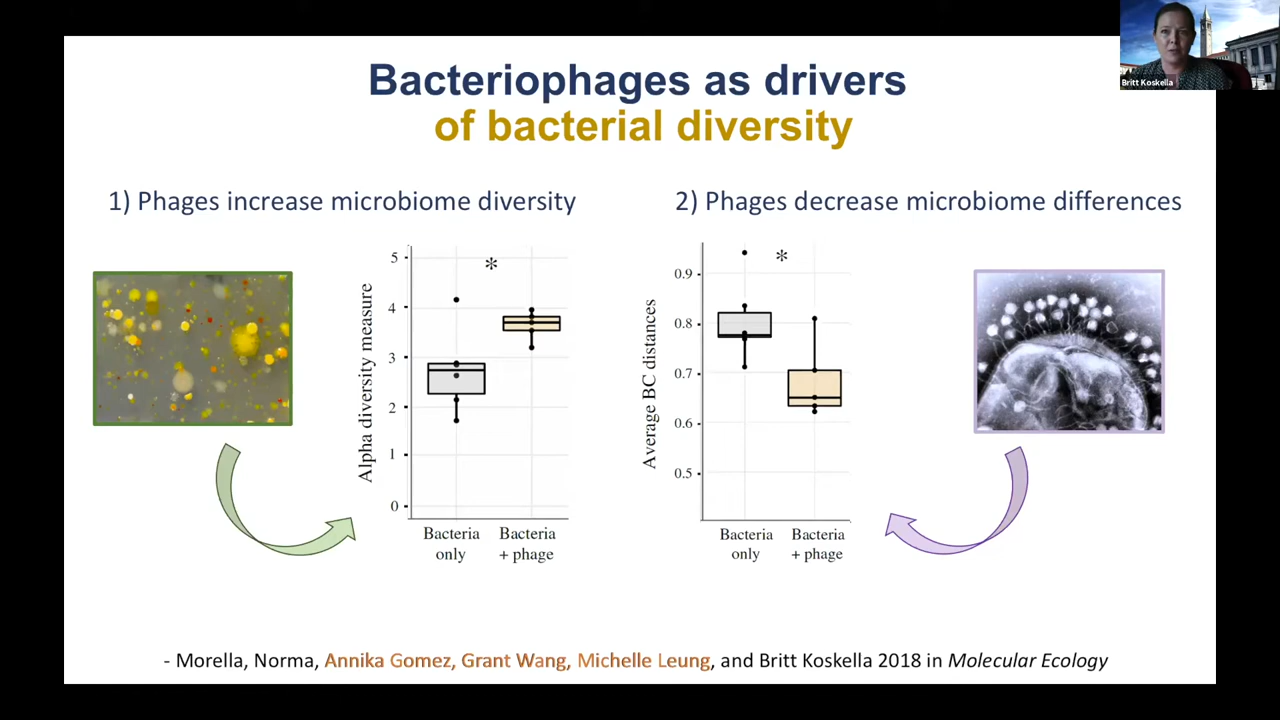 Britt Koskella
Bacteriophages as drivers
of bacterial diversity
1) Phages increase microbiome diversity
Alpha diversity measure
5
4
3
2
1
0
*
Bacteria only
Bacteria + phage
2) Phages decrease microbiome differences
Average BC distances
0.9
0.8
0.7
0.6
0.5
*
Bacteria only
Bacteria + phage
- Morella, Norma, Annika Gomez, Grant Wang, Michelle Leung, and Britt Koskella 2018 in Molecular Ecology